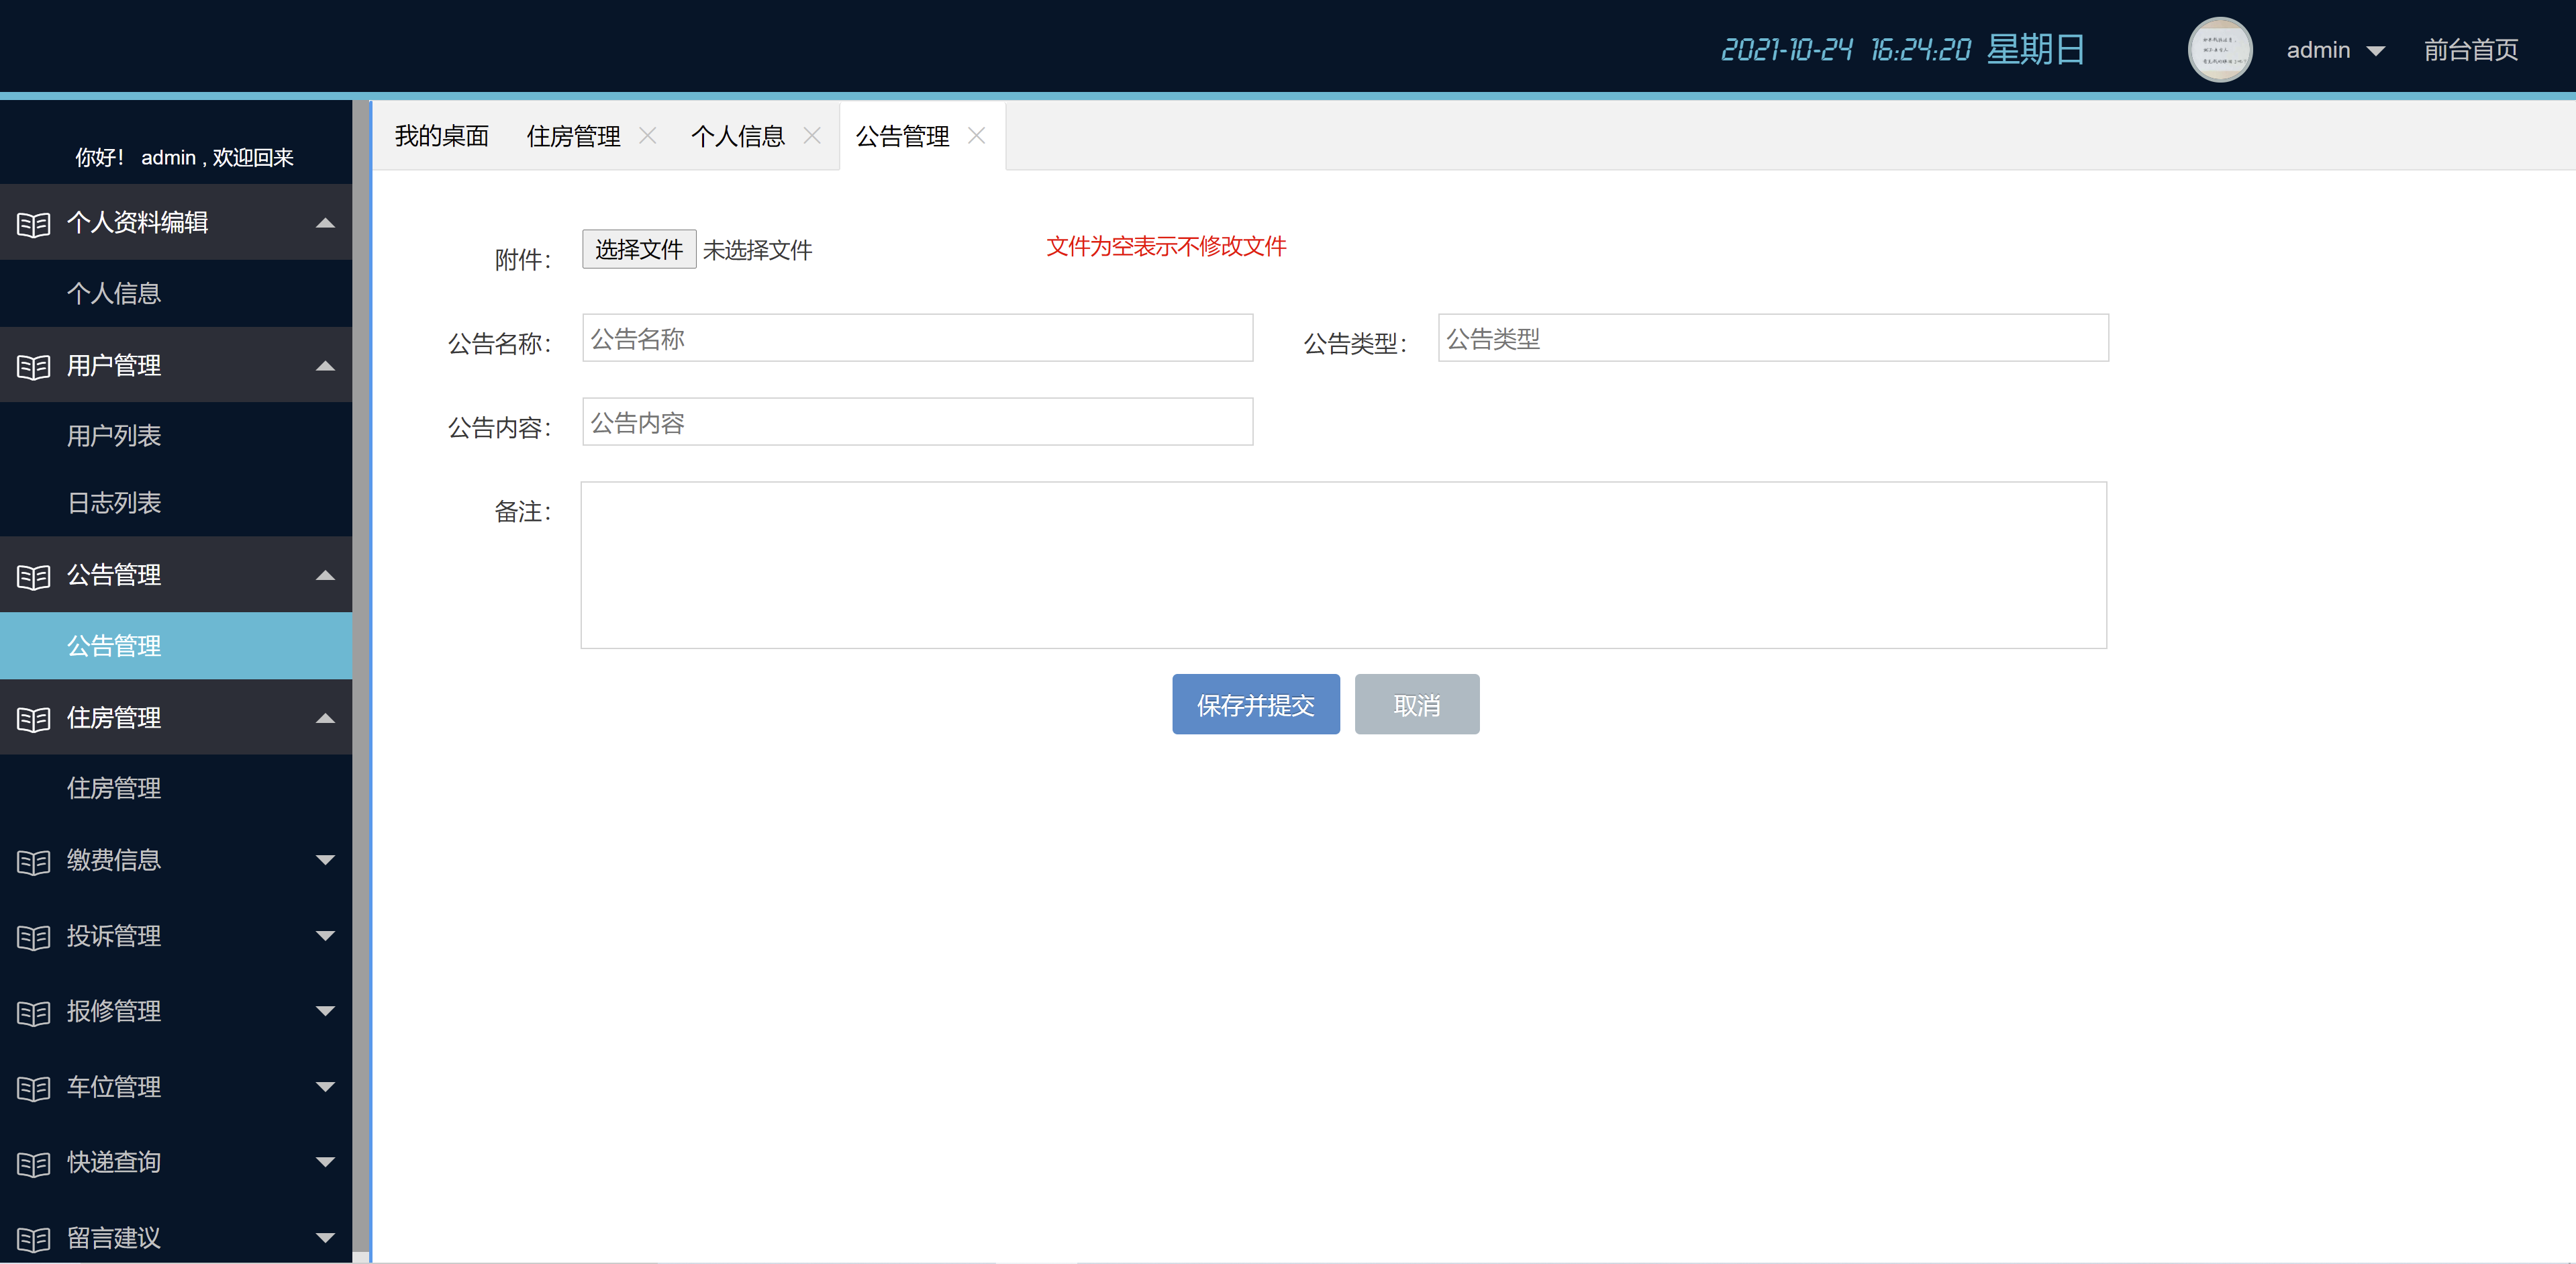 2021-10-24 16:24:20 星期日
admin
前台首页
你好！ admin , 欢迎回来
个人资料编辑
个人信息
用户管理
用户列表
日志列表
公告管理
公告管理
住房管理
住房管理
缴费信息
投诉管理
报修管理
车位管理
快递查询
留言建议
我的桌面 住房管理 个人信息 公告管理
附件： 选择文件 未选择文件 文件为空表示不修改文件
公告名称： 公告名称 公告类型： 公告类型
公告内容： 公告内容
备注：
保存并提交 取消